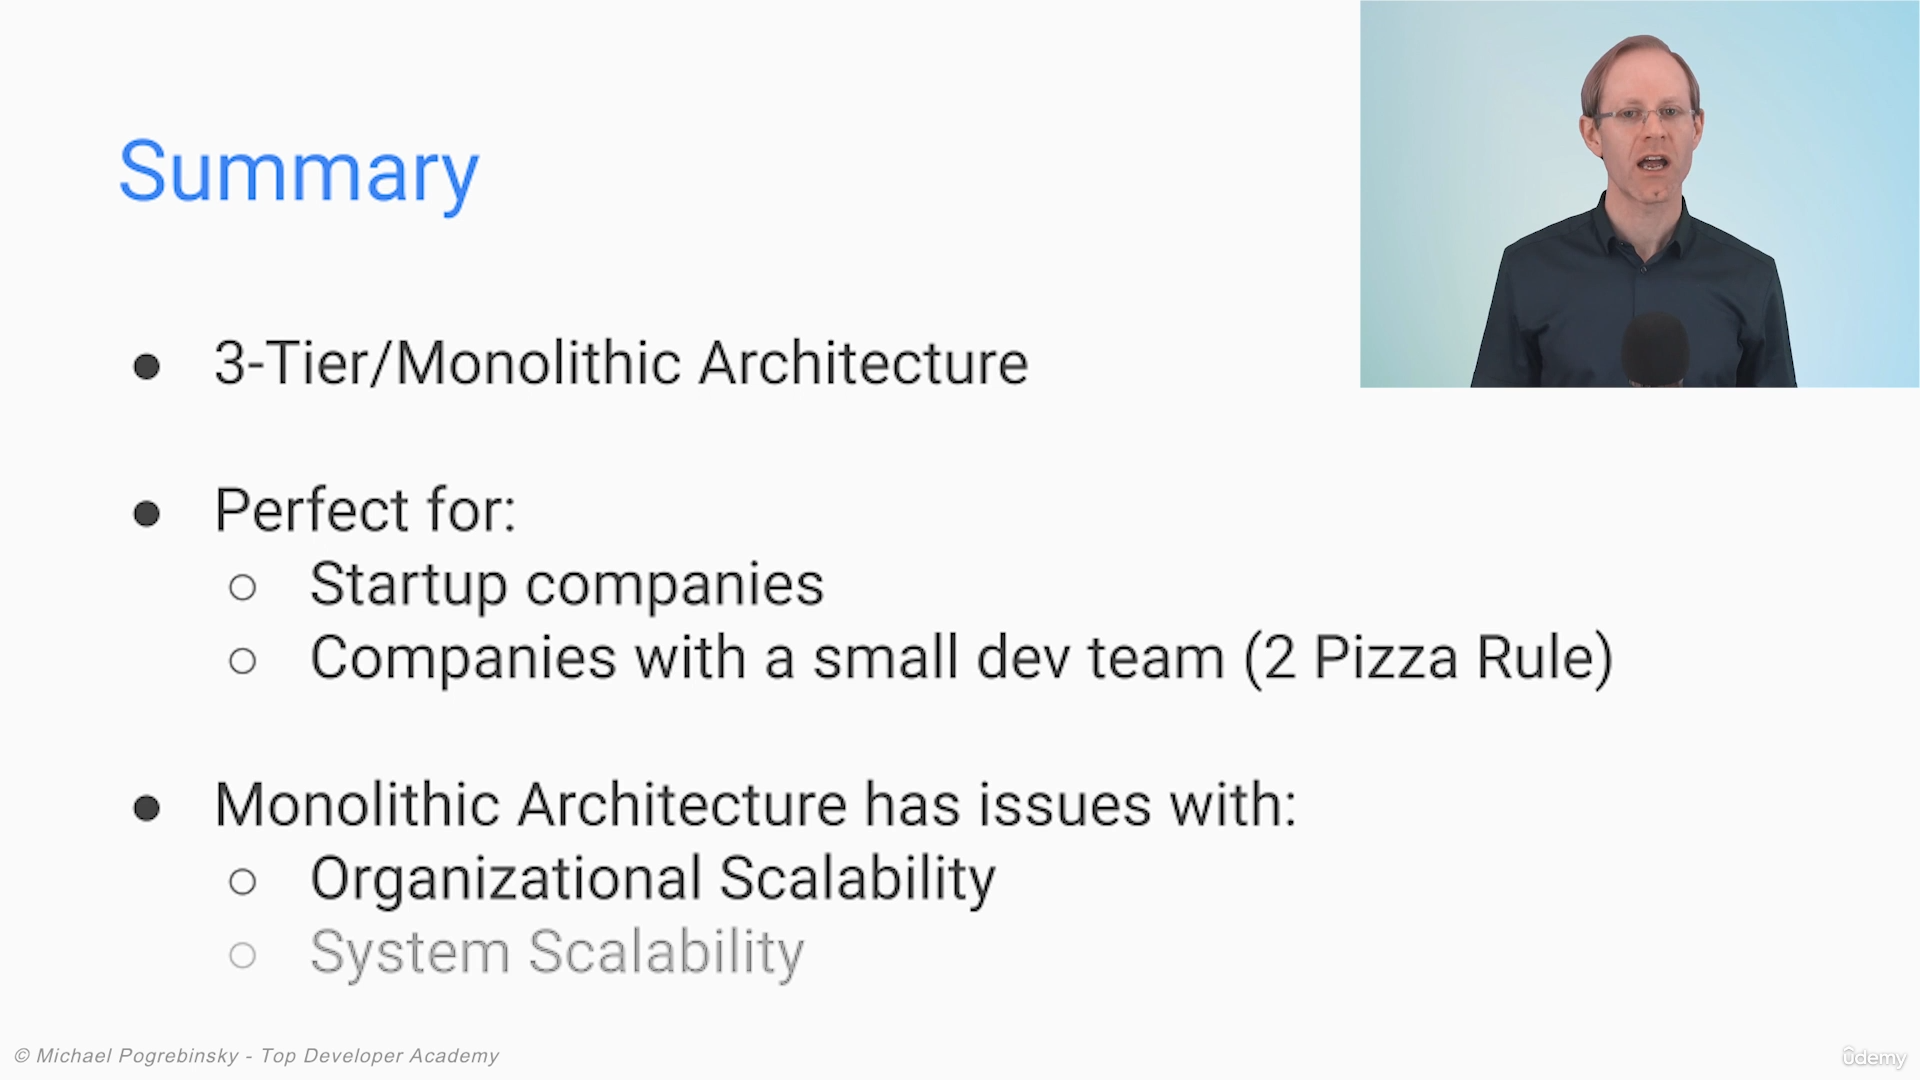 Summary
● 3-Tier/Monolithic Architecture
● Perfect for:
○ Startup companies
○ Companies with a small dev team (2 Pizza Rule)
● Monolithic Architecture has issues with:
○ Organizational Scalability
○ System Scalability
© Michael Pogrebinsky - Top Developer Academy
ûdemy